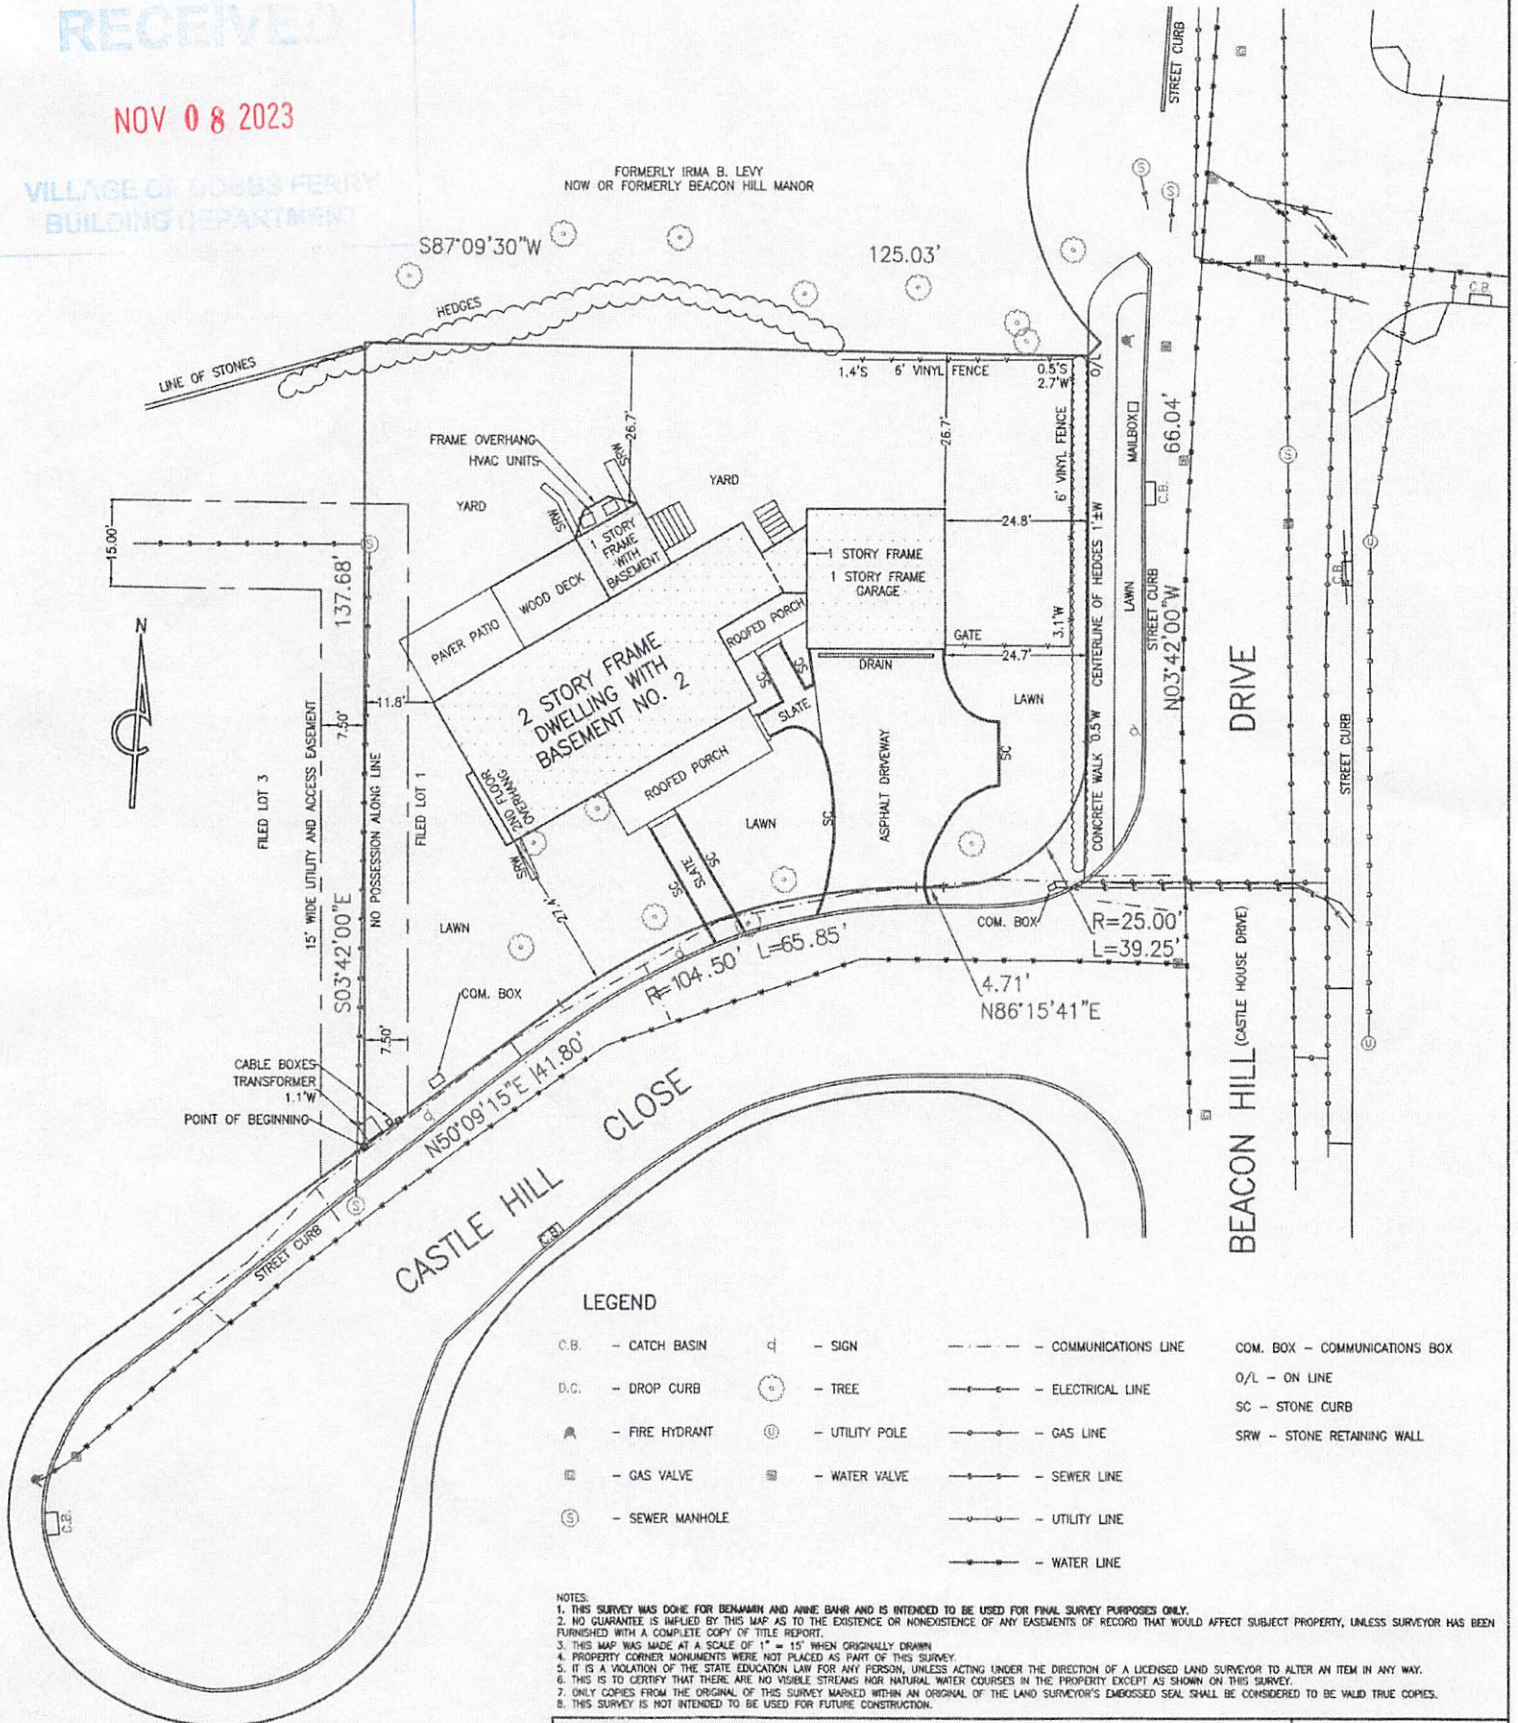 RECEIVED
NOV 08 2023
VILLAGE OF DOBBS FERRY
BUILDING DEPARTMENT
FORMERLY IRMA B. LEVY
NOW OR FORMERLY BEACON HILL MANOR
S87°09'30"W
125.03'
STREET CURB
HEDGES
LINE OF STONES
C.B.
1.4'S
6' VINYL FENCE
0.5'S
2.7'W
O/L
FRAME OVERHANG
HVAC UNITS
SRW
26.7'
26.7'
YARD
YARD
SRW
6' VINYL FENCE
MAILBOX
66.04'
C.B.
15.00'
137.68'
1 STORY
FRAME
WITH
BASEMENT
24.8'
1 STORY FRAME
1 STORY FRAME
GARAGE
WOOD DECK
PAVER PATIO
ROOFED PORCH
3.1'W
GATE
24.7'
DRAIN
LAWN
STREET CURB
N03°42'00"W
C.B.
N
2 STORY FRAME
DWELLING WITH
BASEMENT NO. 2
SC
SC
SLATE
LAWN
SC
CONCRETE WALK 0.5'W
CENTERLINE OF HEDGES 1'±W
11.8'
7.50'
15' WIDE UTILITY AND ACCESS EASEMENT
NO POSSESSION ALONG LINE
FILED LOT 3
FILED LOT 1
S03°42'00"E
2ND FLOOR
OVERHANG
ROOFED PORCH
LAWN
SC
ASPHALT DRIVEWAY
STREET CURB
SRW
SC
SLATE
SC
27.4'
LAWN
COM. BOX
R=25.00'
L=39.25'
R=104.50' L=65.85'
4.71'
N86°15'41"E
COM. BOX
7.50'
CABLE BOXES
TRANSFORMER
1.1'W
POINT OF BEGINNING
N50°09'15"E 141.80'
CASTLE HILL CLOSE
BEACON HILL (CASTLE HOUSE DRIVE) DRIVE
STREET CURB
C.B.
C.B.
LEGEND
C.B. - CATCH BASIN
D.C. - DROP CURB
- FIRE HYDRANT
- GAS VALVE
S - SEWER MANHOLE
- SIGN
- TREE
U - UTILITY POLE
- WATER VALVE
- COMMUNICATIONS LINE
- ELECTRICAL LINE
- GAS LINE
- SEWER LINE
- UTILITY LINE
- WATER LINE
COM. BOX - COMMUNICATIONS BOX
O/L - ON LINE
SC - STONE CURB
SRW - STONE RETAINING WALL
NOTES:
1. THIS SURVEY WAS DONE FOR BENJAMIN AND ANNE BAHR AND IS INTENDED TO BE USED FOR FINAL SURVEY PURPOSES ONLY.
2. NO GUARANTEE IS IMPLIED BY THIS MAP AS TO THE EXISTENCE OR NONEXISTENCE OF ANY EASEMENTS OF RECORD THAT WOULD AFFECT SUBJECT PROPERTY, UNLESS SURVEYOR HAS BEEN
FURNISHED WITH A COMPLETE COPY OF TITLE REPORT.
3. THIS MAP WAS MADE AT A SCALE OF 1" = 15' WHEN ORIGINALLY DRAWN
4. PROPERTY CORNER MONUMENTS WERE NOT PLACED AS PART OF THIS SURVEY.
5. IT IS A VIOLATION OF THE STATE EDUCATION LAW FOR ANY PERSON, UNLESS ACTING UNDER THE DIRECTION OF A LICENSED LAND SURVEYOR TO ALTER AN ITEM IN ANY WAY.
6. THIS IS TO CERTIFY THAT THERE ARE NO VISIBLE STREAMS NOR NATURAL WATER COURSES IN THE PROPERTY EXCEPT AS SHOWN ON THIS SURVEY.
7. ONLY COPIES FROM THE ORIGINAL OF THIS SURVEY MARKED WITHIN AN ORIGINAL OF THE LAND SURVEYOR'S EMBOSSED SEAL SHALL BE CONSIDERED TO BE VALID TRUE COPIES.
8. THIS SURVEY IS NOT INTENDED TO BE USED FOR FUTURE CONSTRUCTION.